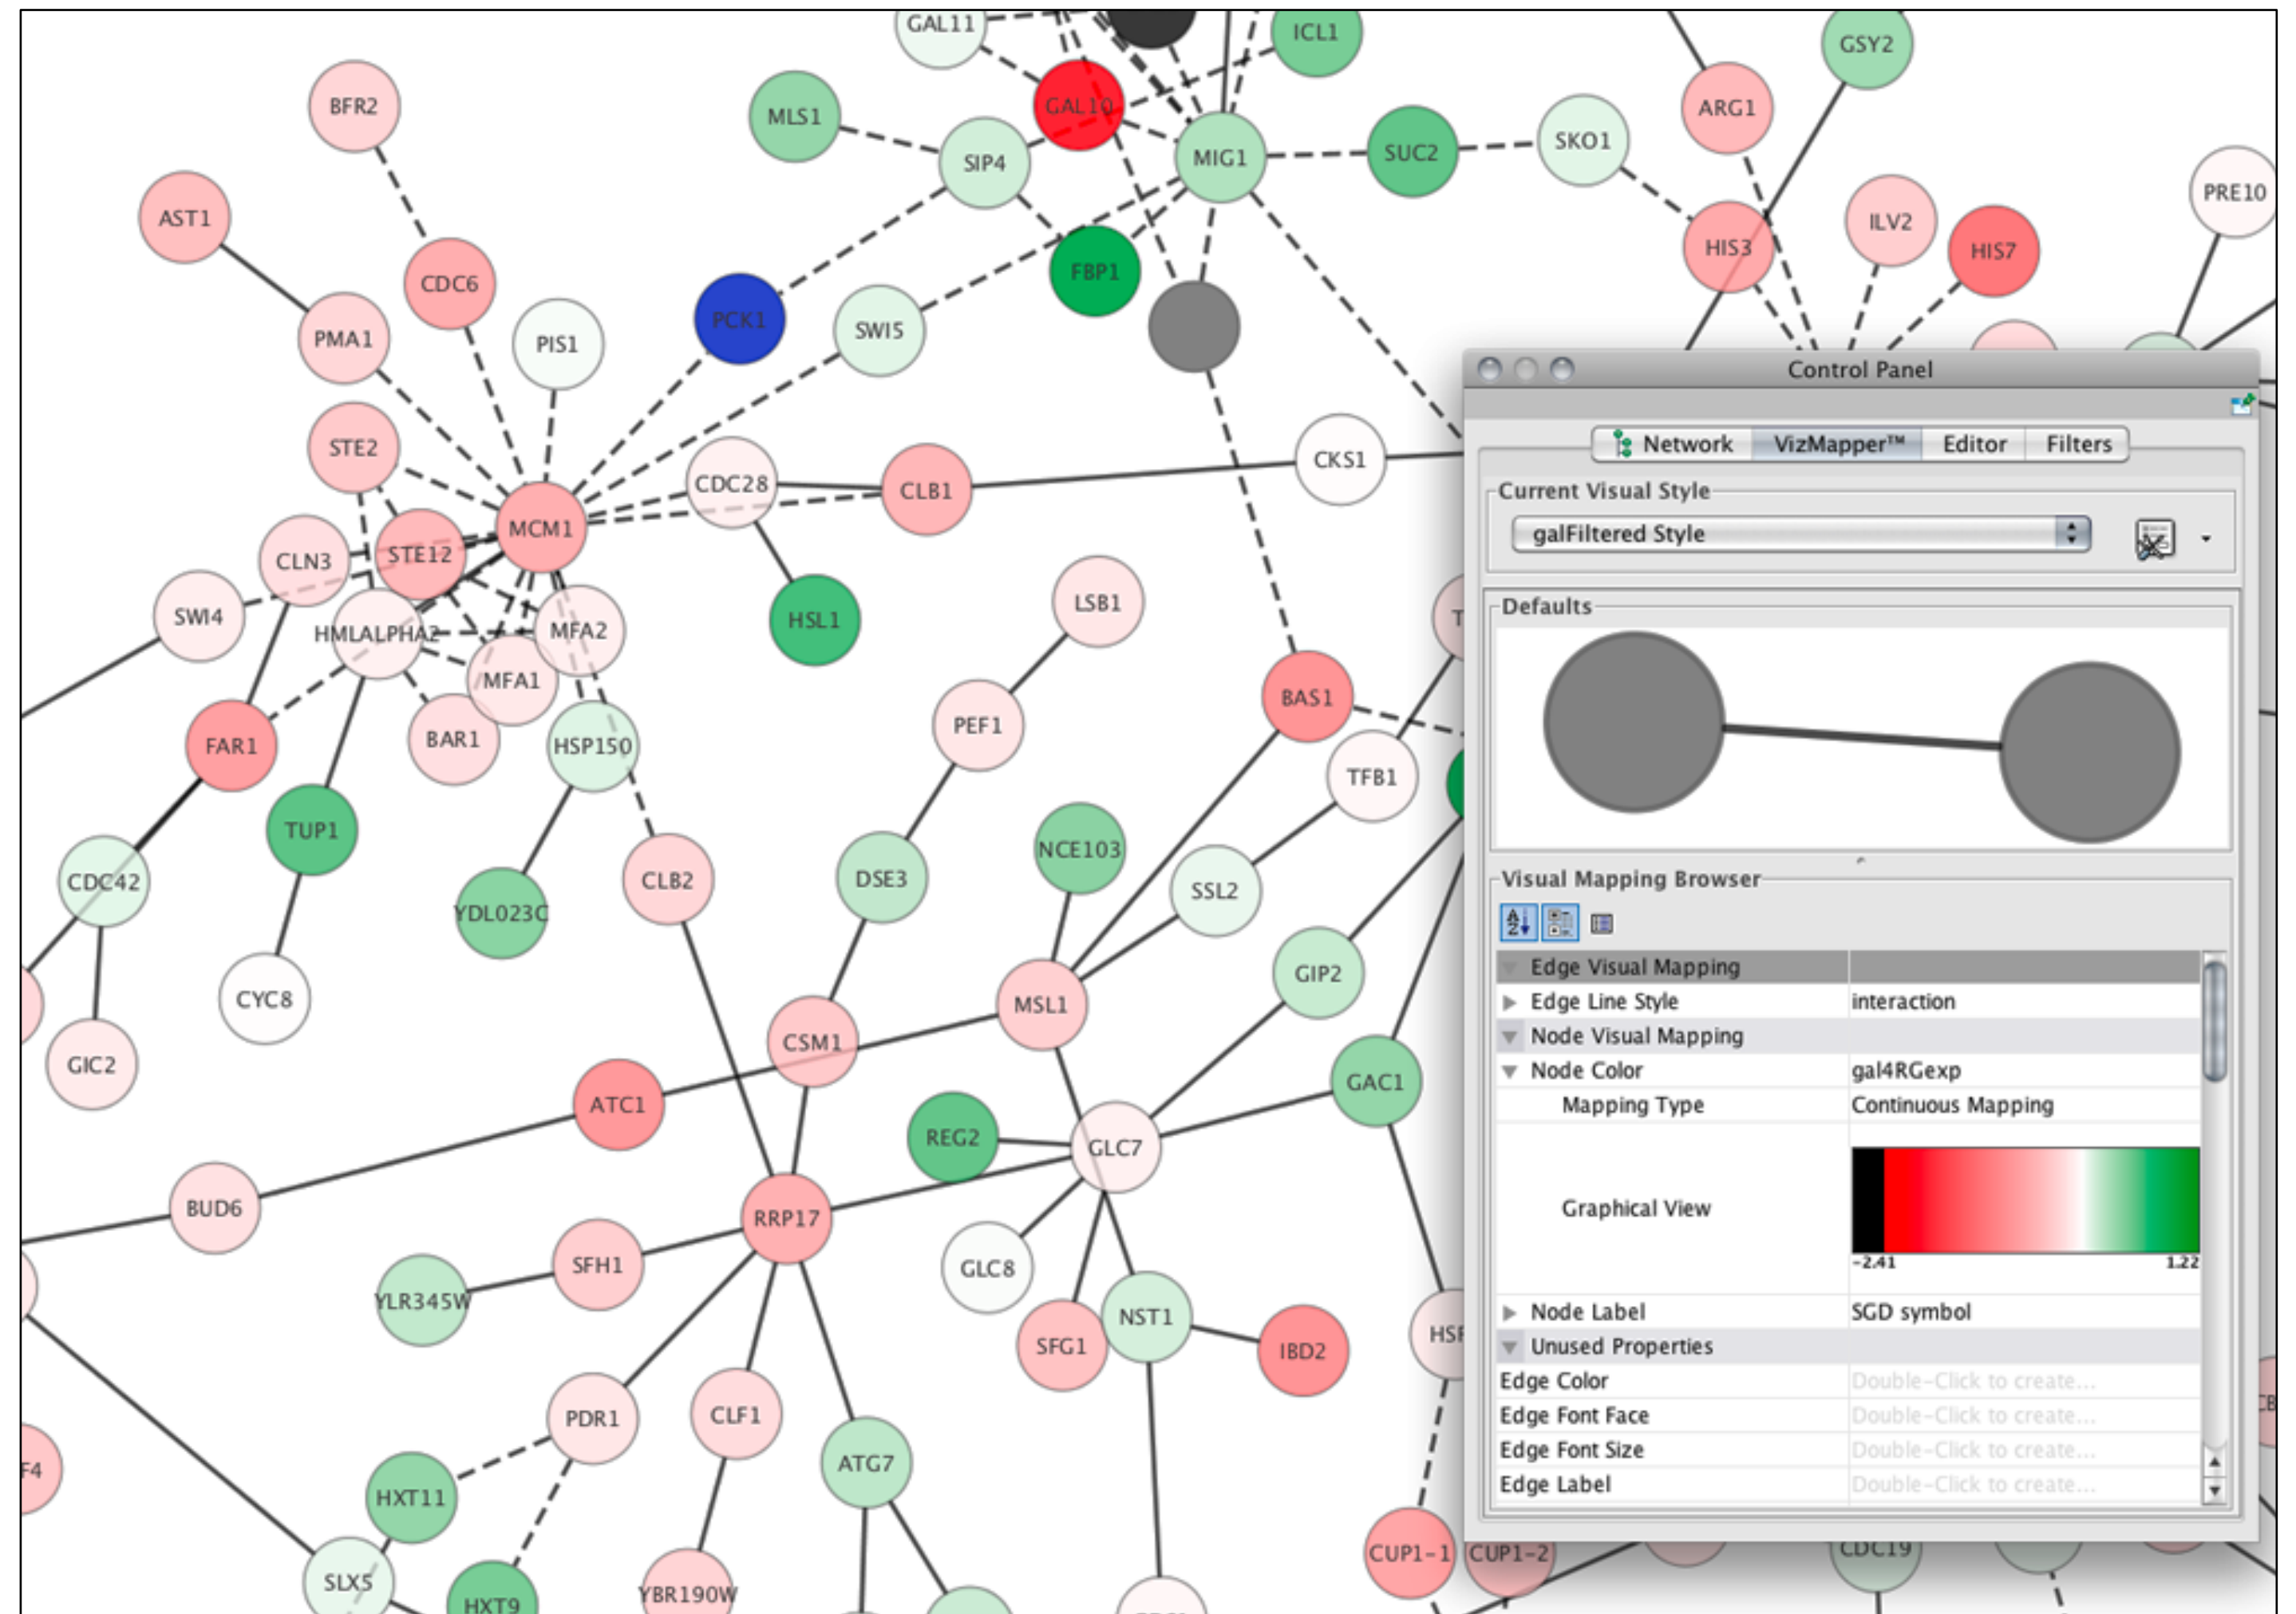 GAL11
ICL1
GSY2
BFR2
GAL10
ARG1
MLS1
SKO1
SUC2
MIG1
SIP4
PRE10
AST1
ILV2
HIS3
HIS7
FBP1
CDC6
PCK1
SWI5
PMA1
PIS1
Control Panel
STE2
CKS1
Network
VizMapper™
Editor
Filters
CDC28
CLB1
Current Visual Style
MCM1
galFiltered Style
STE12
CLN3
LSB1
Defaults
SWI4
HSL1
HMLALPHA2
MFA2
MFA1
BAS1
PEF1
FAR1
BAR1
HSP150
TFB1
TUP1
NCE103
CDC42
CLB2
DSE3
SSL2
Visual Mapping Browser
YDL023C
GIP2
Edge Visual Mapping
CYC8
MSL1
Edge Line Style interaction
CSM1
Node Visual Mapping
GIC2
Node Color gal4RGexp
GAC1
ATC1
Mapping Type Continuous Mapping
REG2
GLC7
BUD6
RRP17
Graphical View
-2.41 1.22
SFH1
GLC8
YLR345W
Node Label SGD symbol
NST1
HSP
SFG1
IBD2
Unused Properties
Edge Color Double-Click to create...
PDR1
CLF1
Edge Font Face Double-Click to create...
Edge Font Size Double-Click to create...
ATG7
F4
Edge Label Double-Click to create...
HXT11
CUP1-1
CUP1-2
CDC19
SLX5
YBR190W
HXT9